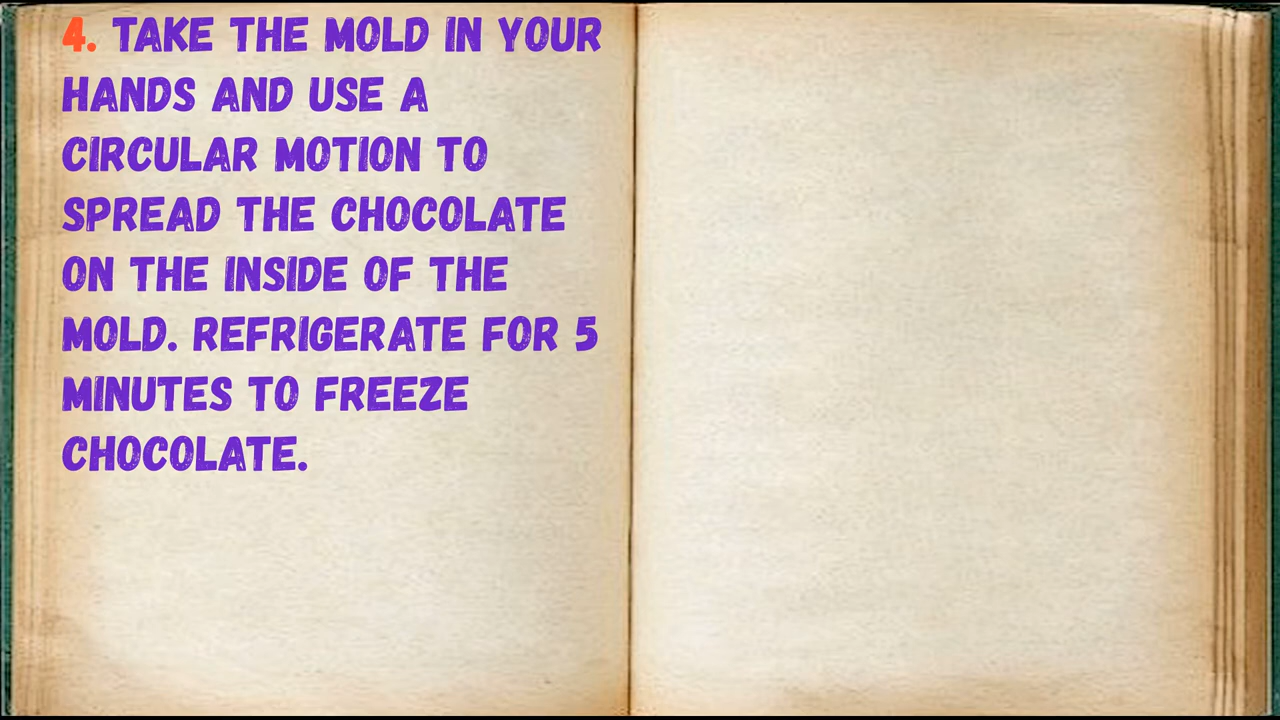 4. TAKE THE MOLD IN YOUR
HANDS AND USE A
CIRCULAR MOTION TO
SPREAD THE CHOCOLATE
ON THE INSIDE OF THE
MOLD. REFRIGERATE FOR 5
MINUTES TO FREEZE
CHOCOLATE.